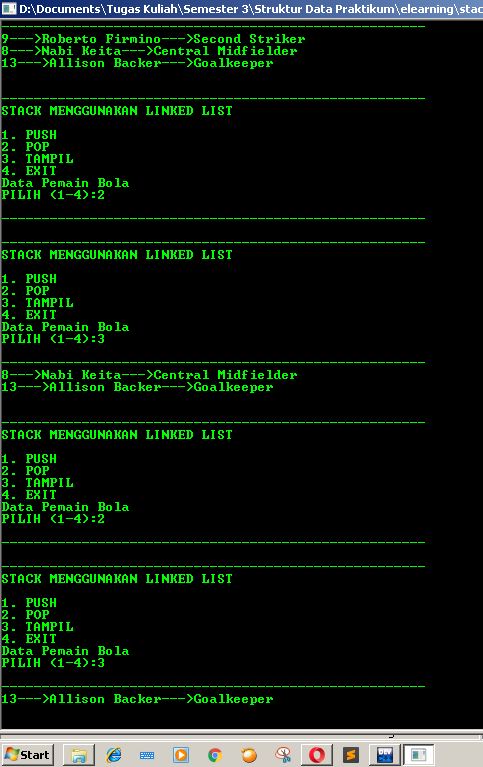 D:\Documents\Tugas Kuliah\Semester 3\Struktur Data Praktikum\elearning\stac
9--->Roberto Firmino--->Second Striker
8--->Nabi Keita--->Central Midfielder
13--->Allison Backer--->Goalkeeper
STACK MENGGUNAKAN LINKED LIST
1. PUSH
2. POP
3. TAMPIL
4. EXIT
Data Pemain Bola
PILIH (1-4):2
STACK MENGGUNAKAN LINKED LIST
1. PUSH
2. POP
3. TAMPIL
4. EXIT
Data Pemain Bola
PILIH (1-4):3
8--->Nabi Keita--->Central Midfielder
13--->Allison Backer--->Goalkeeper
STACK MENGGUNAKAN LINKED LIST
1. PUSH
2. POP
3. TAMPIL
4. EXIT
Data Pemain Bola
PILIH (1-4):2
STACK MENGGUNAKAN LINKED LIST
1. PUSH
2. POP
3. TAMPIL
4. EXIT
Data Pemain Bola
PILIH (1-4):3
13--->Allison Backer--->Goalkeeper
Start